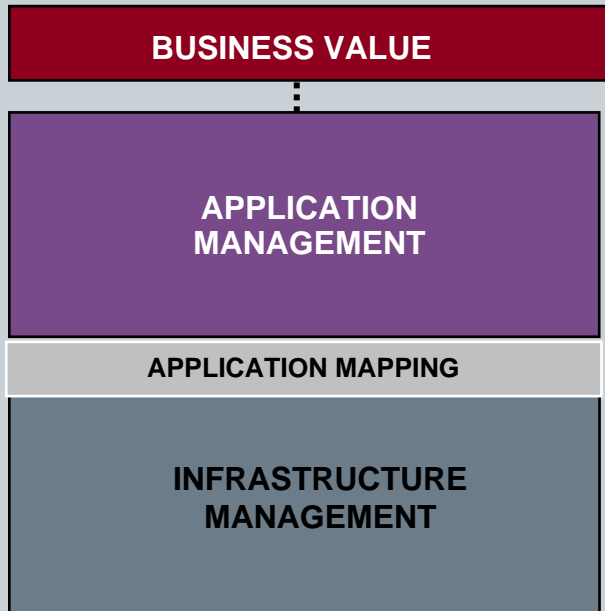 BUSINESS VALUE
APPLICATION
MANAGEMENT
APPLICATION MAPPING
INFRASTRUCTURE
MANAGEMENT